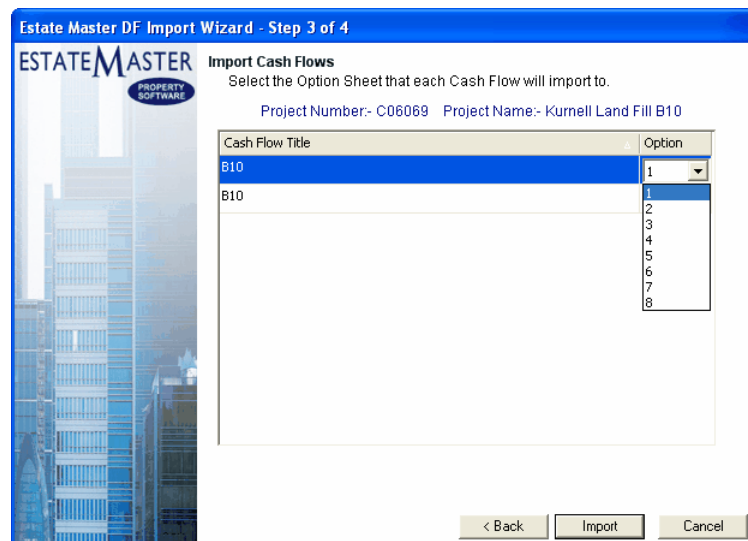 Estate Master DF Import Wizard - Step 3 of 4
ESTATEMASTER
PROPERTY
SOFTWARE
Import Cash Flows
Select the Option Sheet that each Cash Flow will import to.
Project Number:- C06069 Project Name:- Kurnell Land Fill B10
Cash Flow Title Option
B10 1
B10
1
2
3
4
5
6
7
8
< Back Import Cancel